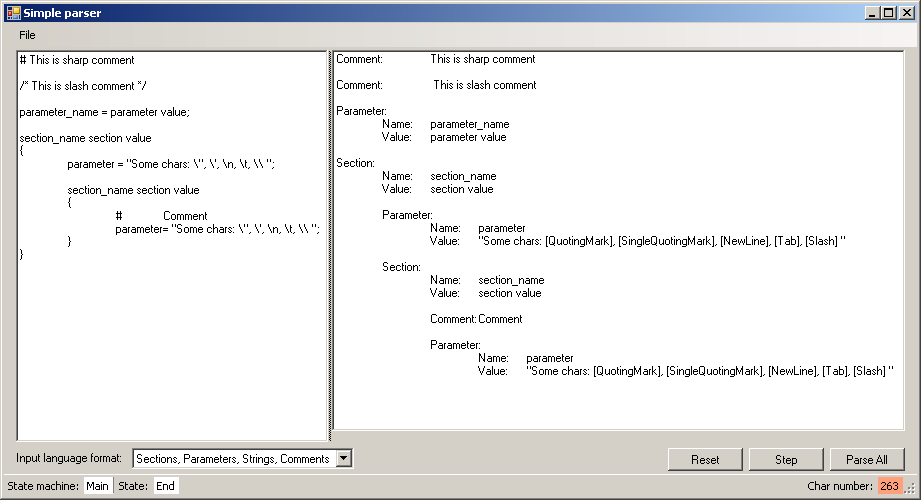 Simple parser
File
# This is sharp comment
/* This is slash comment */
parameter_name = parameter value;
section_name section value
{
parameter = "Some chars: \", \', \n, \t, \\ ";
section_name section value
{
# Comment
parameter= "Some chars: \", \', \n, \t, \\ ";
}
}
Comment: This is sharp comment
Comment: This is slash comment
Parameter:
Name: parameter_name
Value: parameter value
Section:
Name: section_name
Value: section value
Parameter:
Name: parameter
Value: "Some chars: [QuotingMark], [SingleQuotingMark], [NewLine], [Tab], [Slash] "
Section:
Name: section_name
Value: section value
Comment: Comment
Parameter:
Name: parameter
Value: "Some chars: [QuotingMark], [SingleQuotingMark], [NewLine], [Tab], [Slash] "
Input language format: Sections, Parameters, Strings, Comments
Reset Step Parse All
State machine: Main State: End Char number: 263